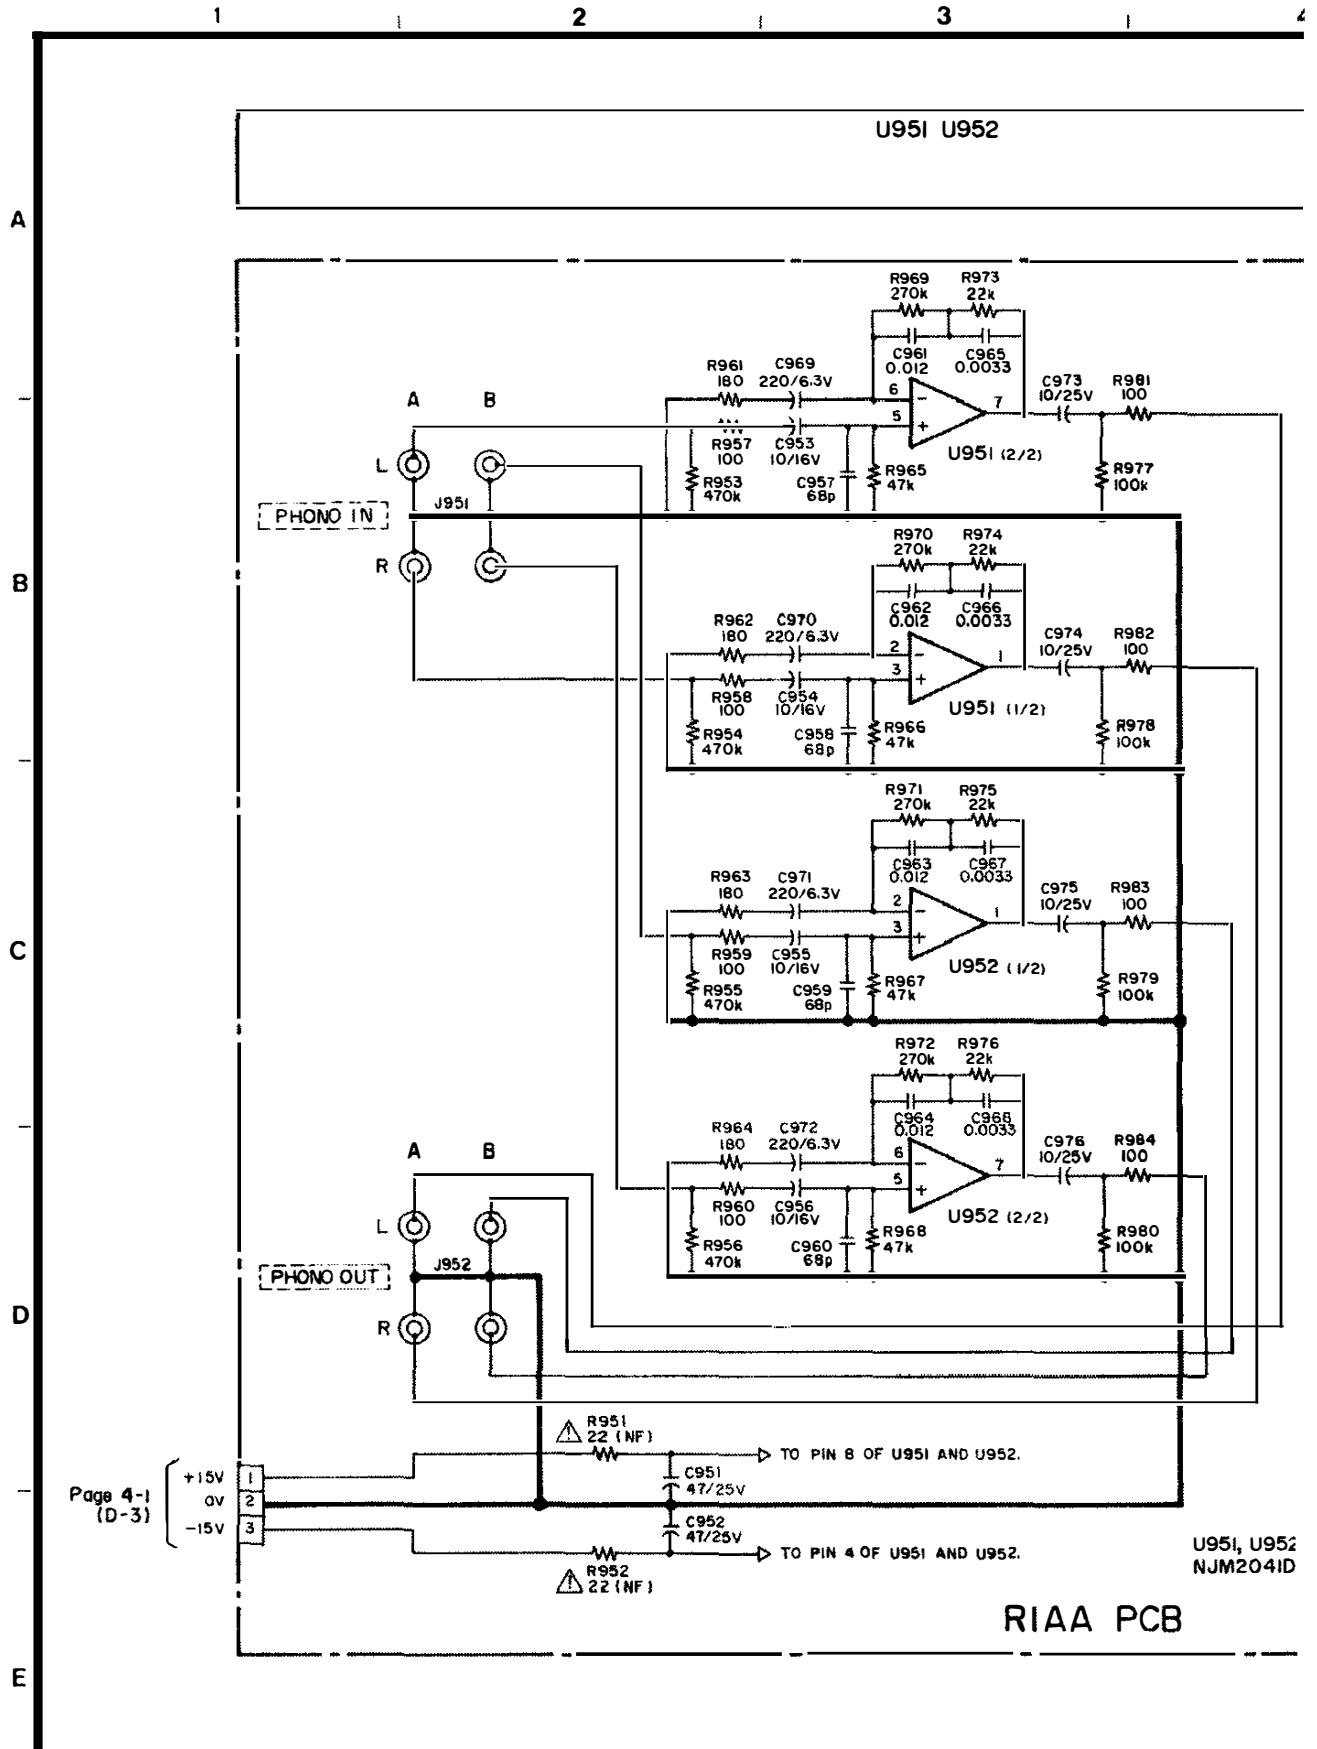 1 2 3 4
U951 U952
A
R969 R973
270k 22k
C961 C965
0.012 0.0033
R961 C969
180 220/6.3V
6 - 7
5 +
U951 (2/2)
C973 R981
10/25V 100
A B
R957 C953
100 10/16V
L
R953 C957 R965 R977
470k 68p 47k 100k
J951
PHONO IN
R
B
R970 R974
270k 22k
C962 C966
0.012 0.0033
R962 C970
180 220/6.3V
2 - 1
3 +
U951 (1/2)
C974 R982
10/25V 100
R958 C954
100 10/16V
R954 C958 R966 R978
470k 68p 47k 100k
R971 R975
270k 22k
C963 C967
0.012 0.0033
R963 C971
180 220/6.3V
2 - 1
3 +
U952 (1/2)
C975 R983
10/25V 100
C
R959 C955
100 10/16V
R955 C959 R967 R979
470k 68p 47k 100k
R972 R976
270k 22k
C964 C968
0.012 0.0033
R964 C972
180 220/6.3V
6 - 7
5 +
U952 (2/2)
C976 R984
10/25V 100
A B
R960 C956
100 10/16V
L
R956 C960 R968 R980
470k 68p 47k 100k
J952
PHONO OUT
D
R
R951
22 (NF)
TO PIN 8 OF U951 AND U952.
+15V 1
C951
47/25V
Page 4-1
(D-3)
0V 2
-15V 3
C952
47/25V
TO PIN 4 OF U951 AND U952.
R952
22 (NF)
U951, U952
NJM2041D
RIAA PCB
E